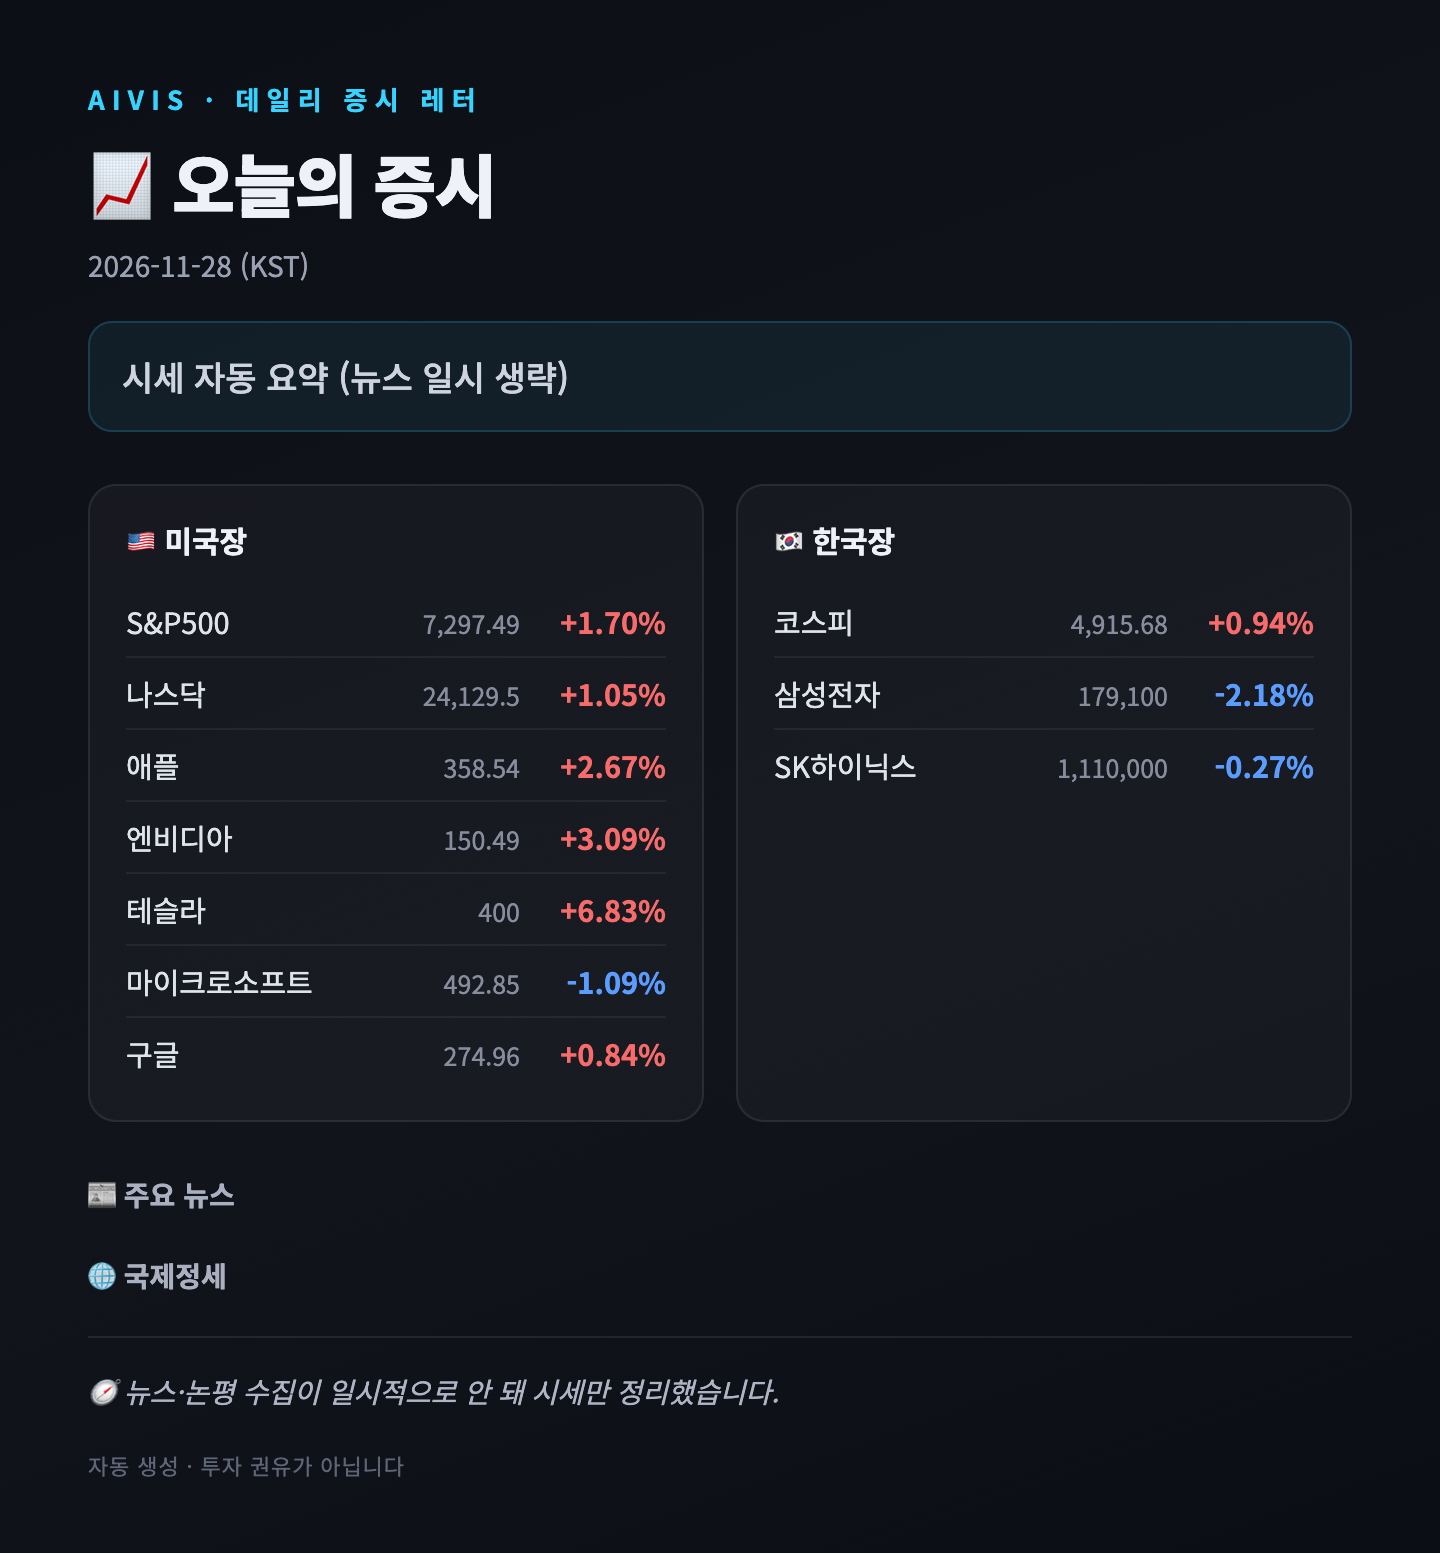 AIVIS · 데일리 증시 레터
📈 오늘의 증시
2026-11-28 (KST)
시세 자동 요약 (뉴스 일시 생략)
🇺🇸 미국장
S&P500 7,297.49 +1.70%
나스닥 24,129.5 +1.05%
애플 358.54 +2.67%
엔비디아 150.49 +3.09%
테슬라 400 +6.83%
마이크로소프트 492.85 -1.09%
구글 274.96 +0.84%
🇰🇷 한국장
코스피 4,915.68 +0.94%
삼성전자 179,100 -2.18%
SK하이닉스 1,110,000 -0.27%
📰 주요 뉴스
🌐 국제정세
🧭 뉴스·논평 수집이 일시적으로 안 돼 시세만 정리했습니다.
자동 생성 · 투자 권유가 아닙니다